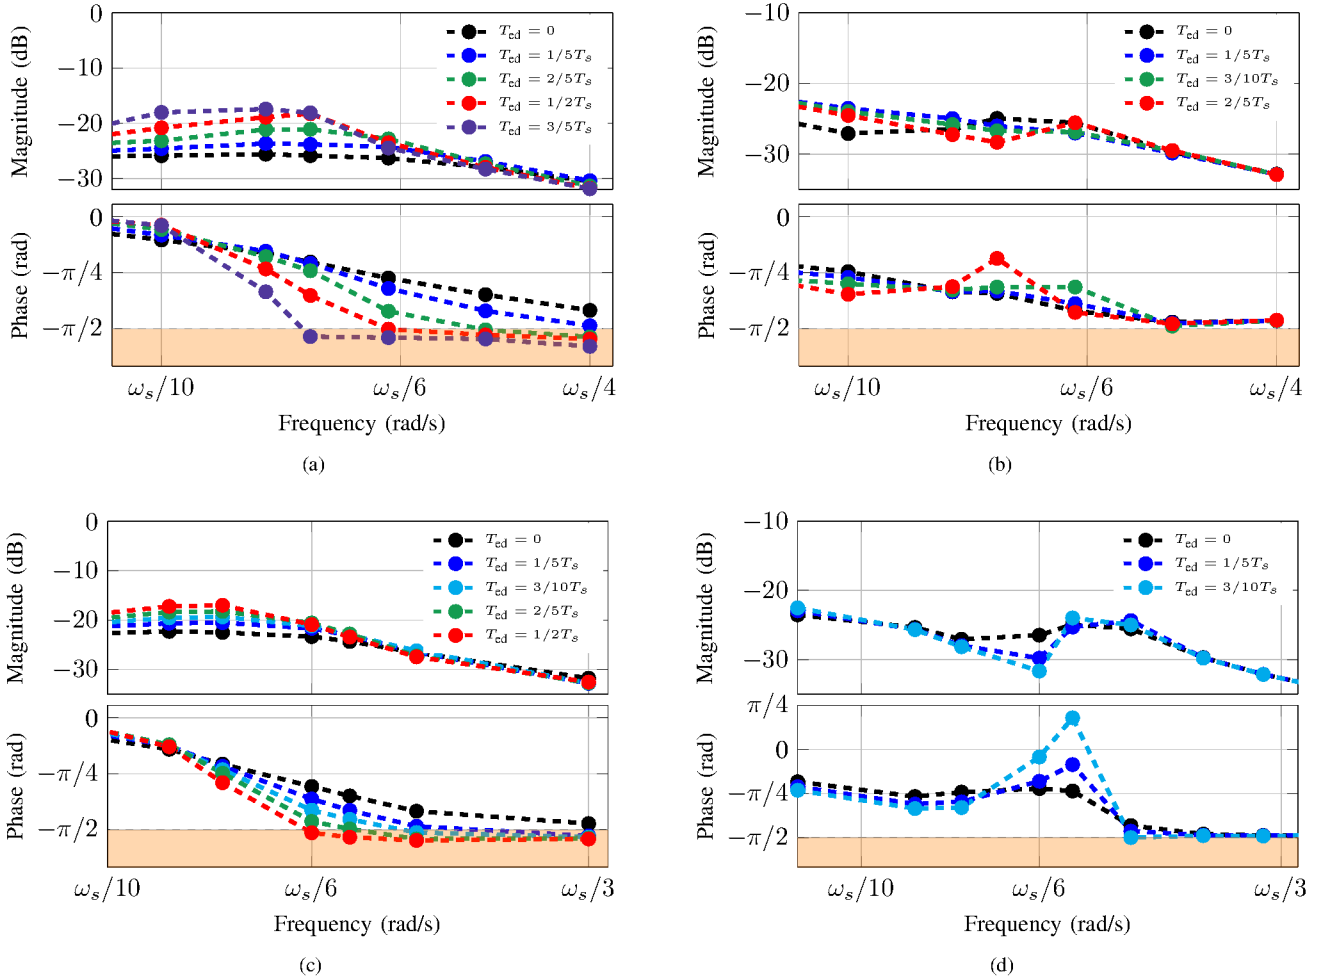 0
−10
−20
−30
Magnitude (dB)
T_ed = 0
T_ed = 1/5T_s
T_ed = 2/5T_s
T_ed = 1/2T_s
T_ed = 3/5T_s
0
−π/4
−π/2
Phase (rad)
ω_s/10
ω_s/6
ω_s/4
Frequency (rad/s)
(a)
−10
−20
−30
Magnitude (dB)
T_ed = 0
T_ed = 1/5T_s
T_ed = 3/10T_s
T_ed = 2/5T_s
0
−π/4
−π/2
Phase (rad)
ω_s/10
ω_s/6
ω_s/4
Frequency (rad/s)
(b)
0
−10
−20
−30
Magnitude (dB)
T_ed = 0
T_ed = 1/5T_s
T_ed = 3/10T_s
T_ed = 2/5T_s
T_ed = 1/2T_s
0
−π/4
−π/2
Phase (rad)
ω_s/10
ω_s/6
ω_s/3
Frequency (rad/s)
(c)
−10
−20
−30
Magnitude (dB)
T_ed = 0
T_ed = 1/5T_s
T_ed = 3/10T_s
π/4
0
−π/4
−π/2
Phase (rad)
ω_s/10
ω_s/6
ω_s/3
Frequency (rad/s)
(d)